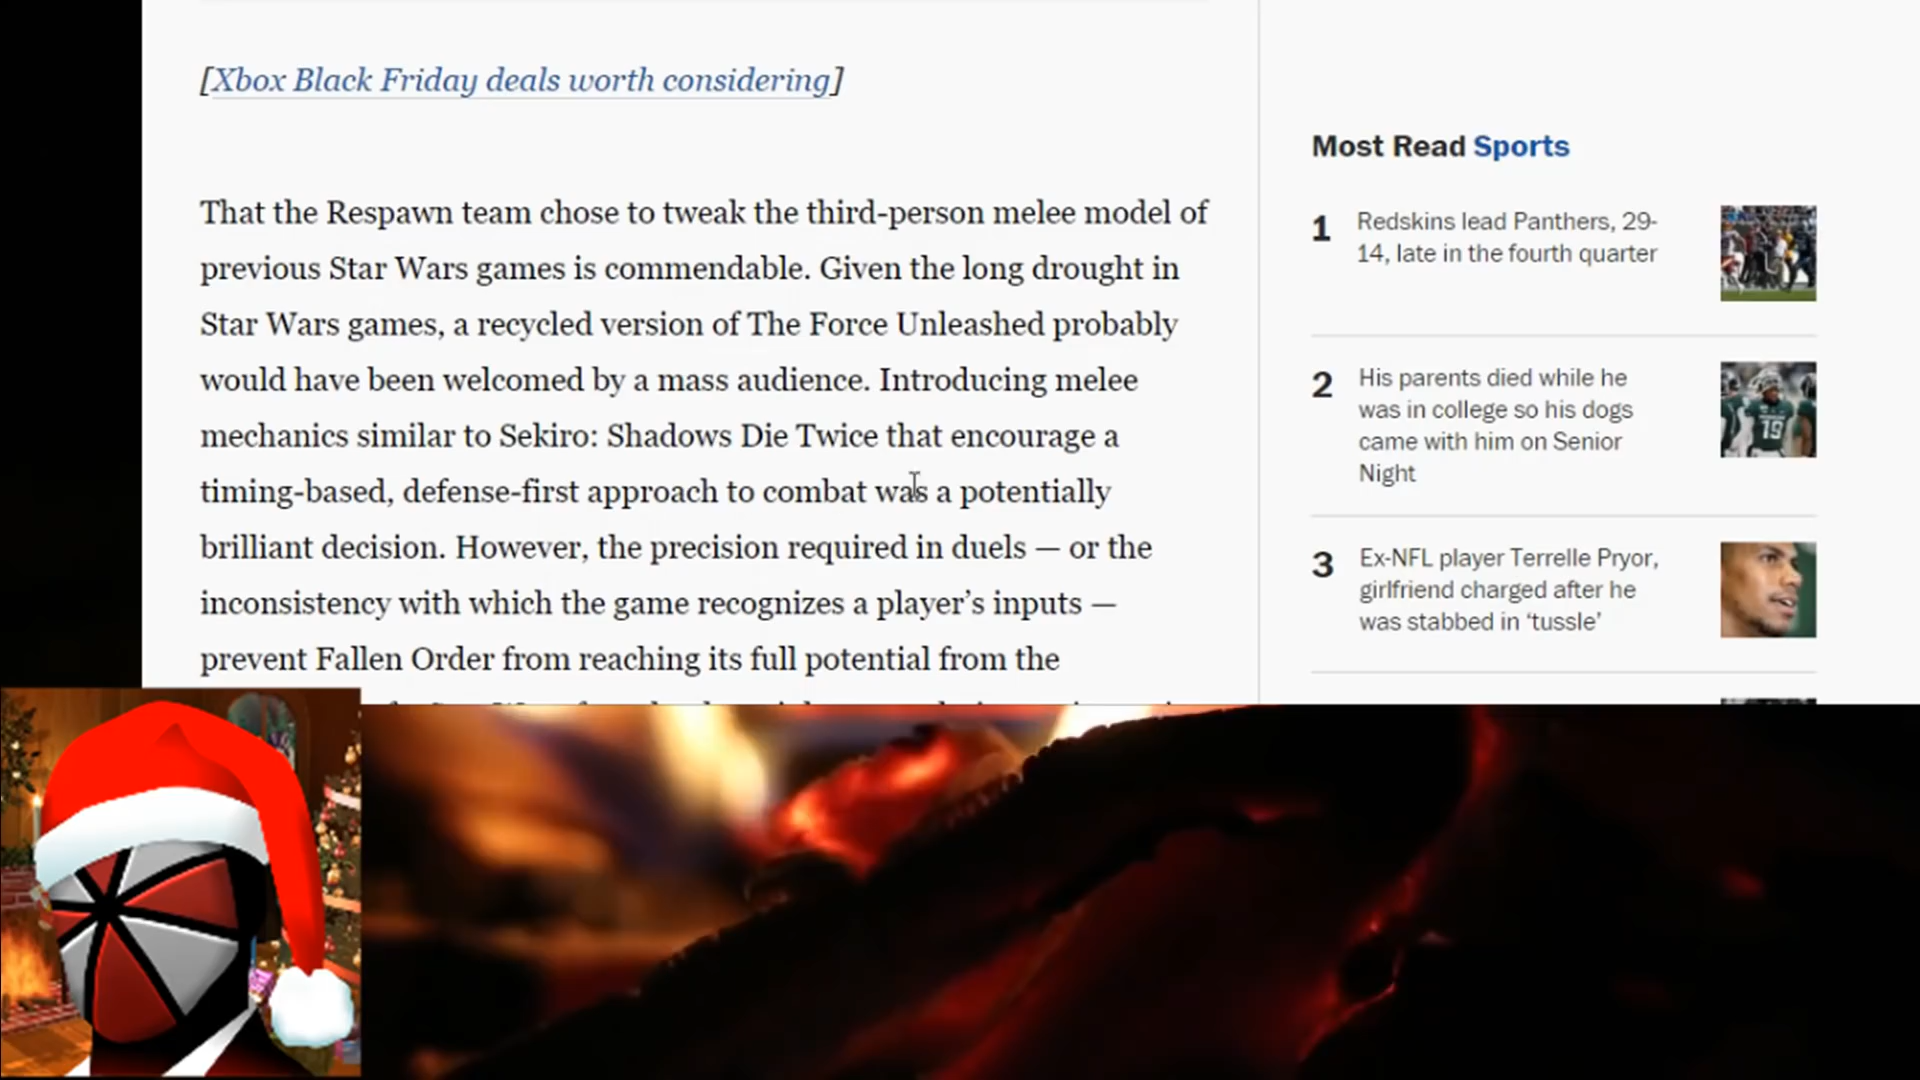 [Xbox Black Friday deals worth considering]
That the Respawn team chose to tweak the third-person melee model of
previous Star Wars games is commendable. Given the long drought in
Star Wars games, a recycled version of The Force Unleashed probably
would have been welcomed by a mass audience. Introducing melee
mechanics similar to Sekiro: Shadows Die Twice that encourage a
timing-based, defense-first approach to combat was a potentially
brilliant decision. However, the precision required in duels — or the
inconsistency with which the game recognizes a player’s inputs —
prevent Fallen Order from reaching its full potential from the
Most Read Sports
1
Redskins lead Panthers, 29-
14, late in the fourth quarter
2
His parents died while he
was in college so his dogs
came with him on Senior
Night
19
3
Ex-NFL player Terrelle Pryor,
girlfriend charged after he
was stabbed in ‘tussle’